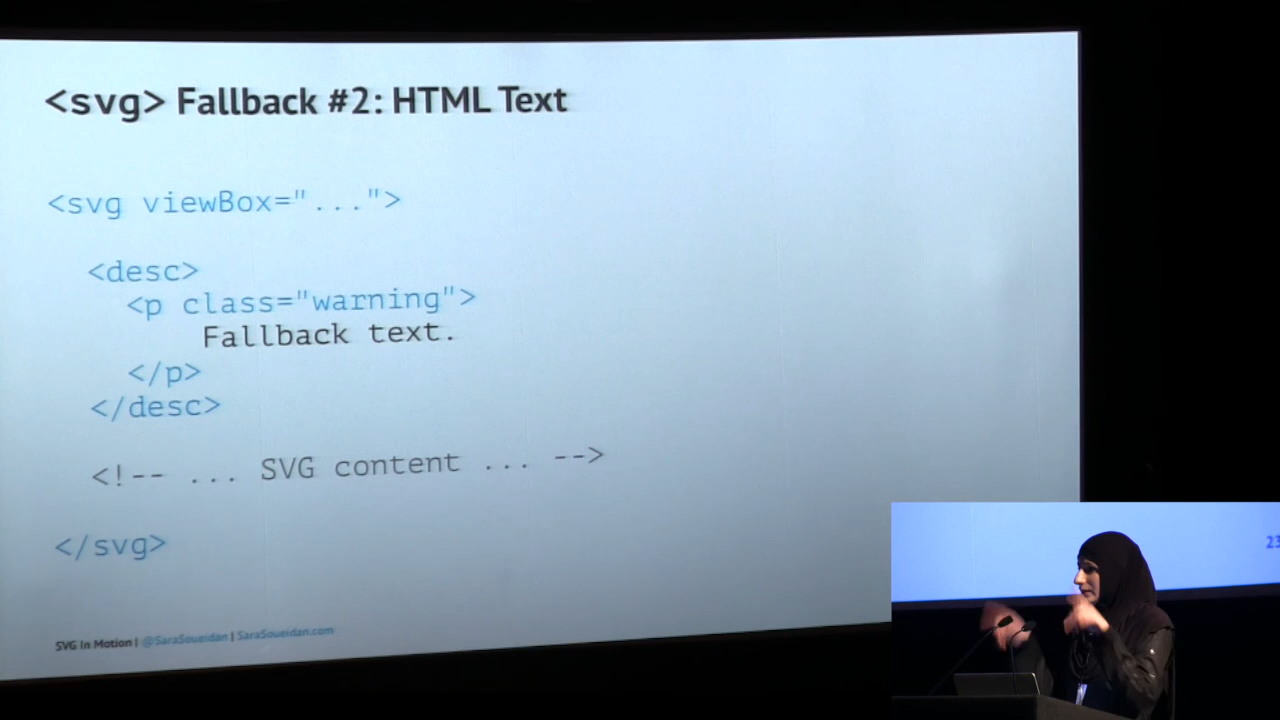 <svg> Fallback #2: HTML Text
<svg viewBox="...">
<desc>
<p class="warning">
Fallback text.
</p>
</desc>
<!-- ... SVG content ... -->
</svg>
SVG In Motion | @SaraSoueidan | SaraSoueidan.com
23